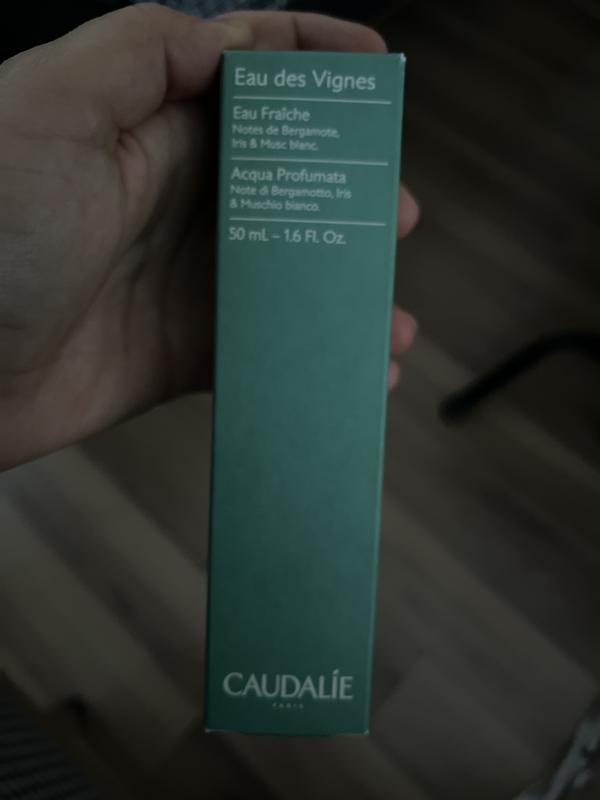 Eau des Vignes
Eau Fraîche
Notes de Bergamote,
Iris & Musc blanc.
Acqua Profumata
Note di Bergamotto, Iris
& Muschio bianco.
50 mL – 1.6 Fl. Oz.
CAUDALÍE
PARIS